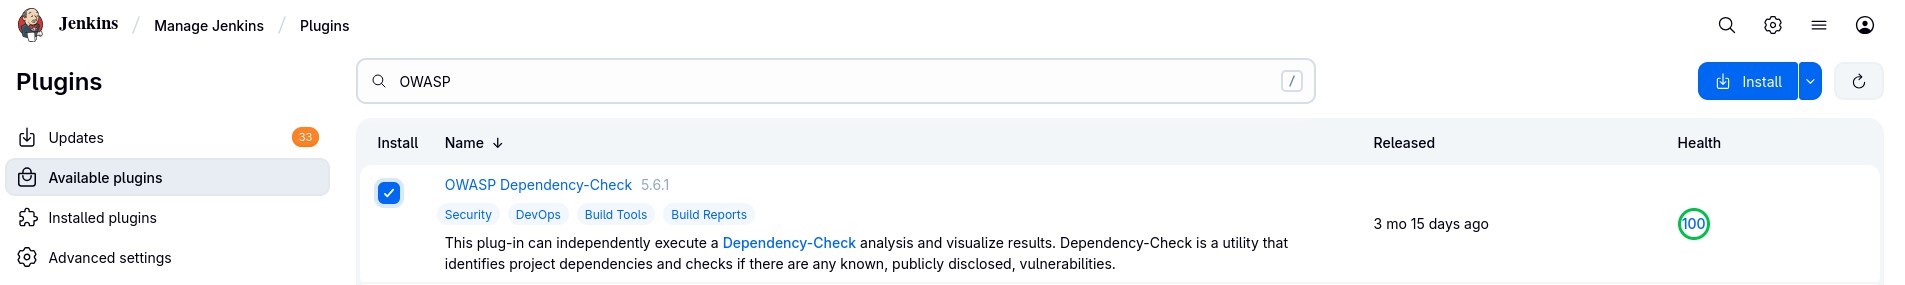 Jenkins / Manage Jenkins / Plugins
Plugins
OWASP /
Install
Updates 33
Available plugins
Installed plugins
Advanced settings
Install Name ↓ Released Health
OWASP Dependency-Check 5.6.1
Security DevOps Build Tools Build Reports
This plug-in can independently execute a Dependency-Check analysis and visualize results. Dependency-Check is a utility that
identifies project dependencies and checks if there are any known, publicly disclosed, vulnerabilities.
3 mo 15 days ago
100